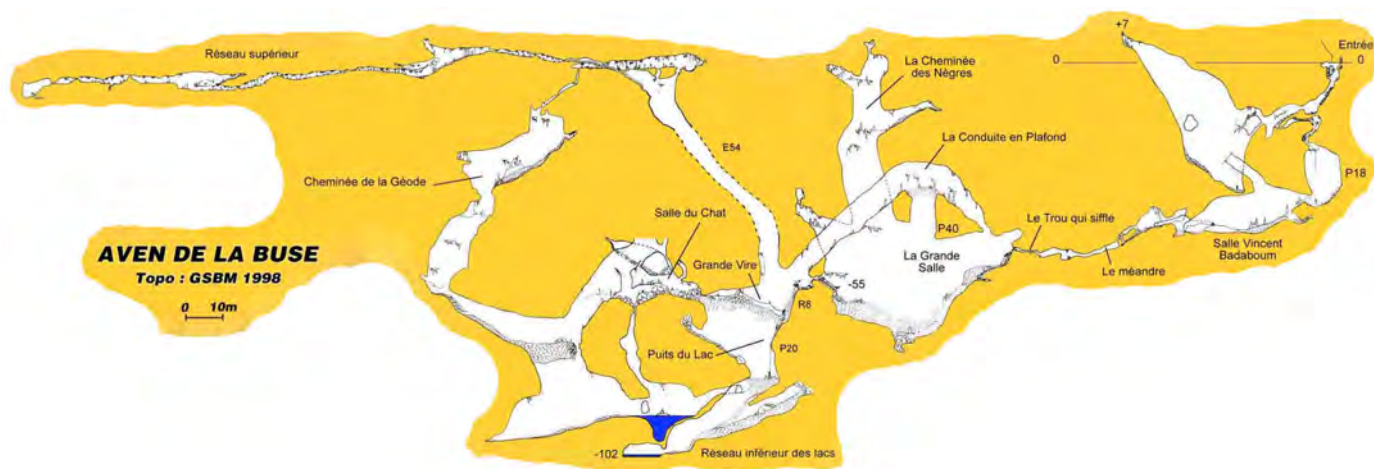 Réseau supérieur
Cheminée de la Géode
AVEN DE LA BUSE
Topo : GSBM 1998
0 10m
E54
Salle du Chat
Grande Vire
Puits du Lac
P20
R8
-102
Réseau inférieur des lacs
La Cheminée
des Nègres
La Conduite en Plafond
P40
La Grande
Salle
-55
Le Trou qui siffle
Le méandre
Salle Vincent
Badaboum
P18
+7
Entrée
0 0